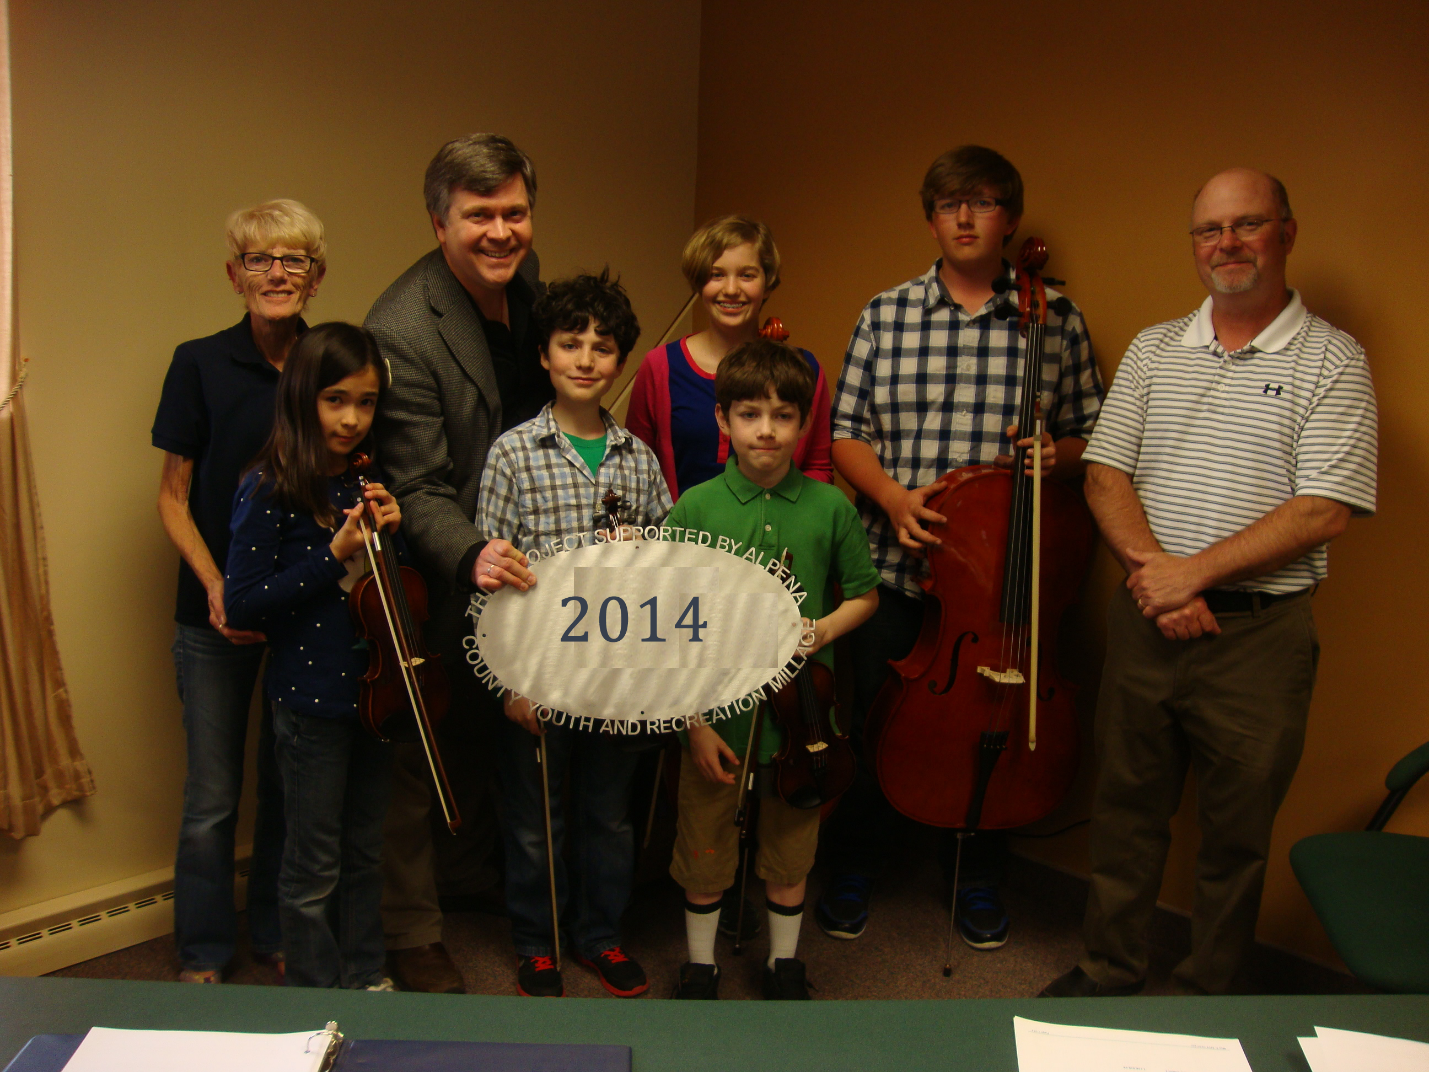 THIS PROJECT SUPPORTED BY ALPENA
2014
COUNTY YOUTH AND RECREATION MILLAGE